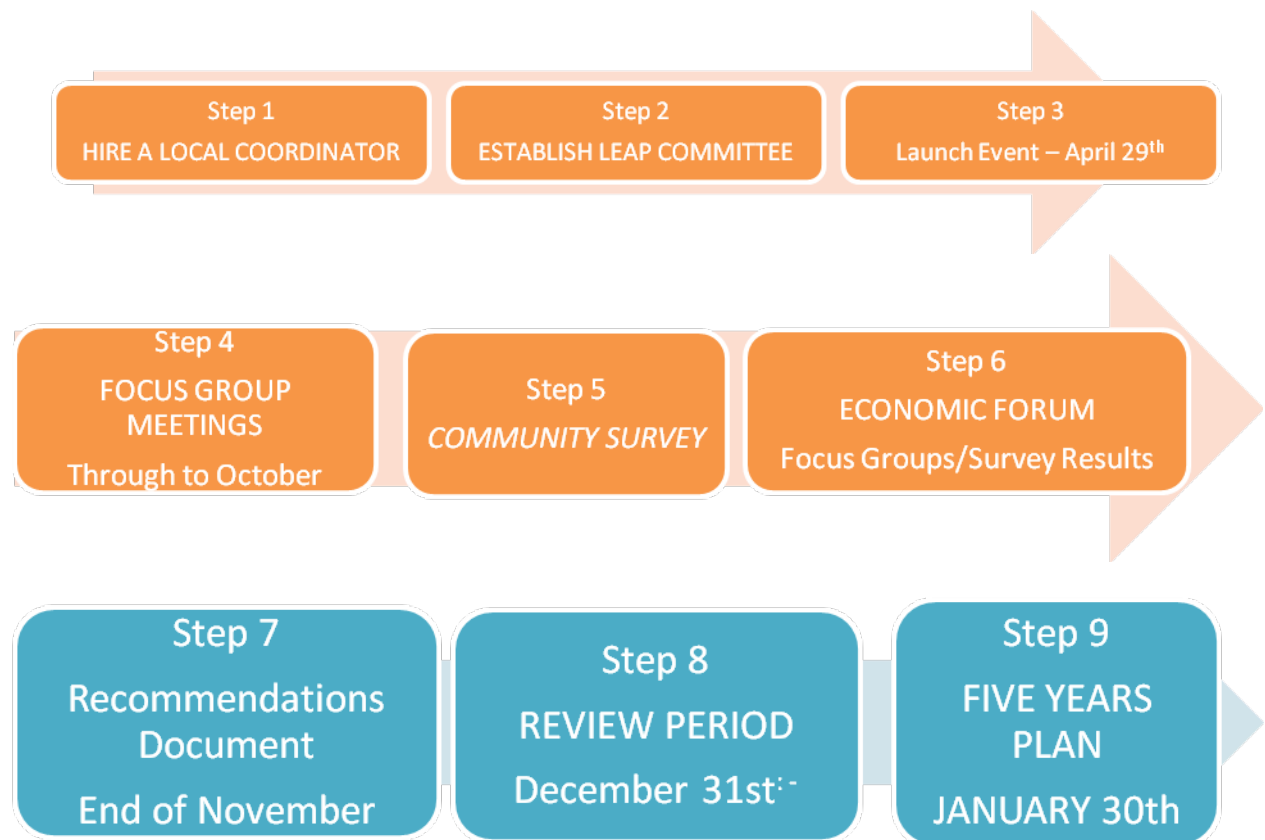 Step 1
HIRE A LOCAL COORDINATOR
Step 2
ESTABLISH LEAP COMMITTEE
Step 3
Launch Event – April 29th
Step 4
FOCUS GROUP
MEETINGS
Through to October
Step 5
COMMUNITY SURVEY
Step 6
ECONOMIC FORUM
Focus Groups/Survey Results
Step 7
Recommendations
Document
End of November
Step 8
REVIEW PERIOD
December 31st
Step 9
FIVE YEARS
PLAN
JANUARY 30th